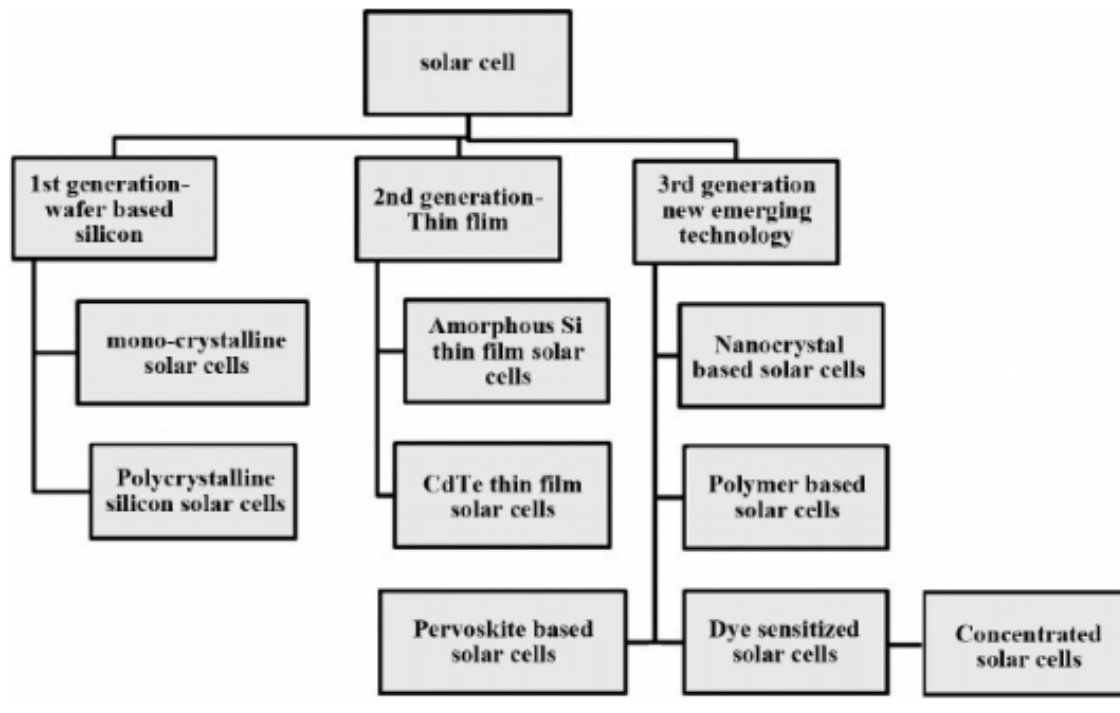 solar cell
1st generation-
wafer based
silicon
2nd generation-
Thin flim
3rd generation
new emerging
technology
mono-crystalline
solar cells
Amorphous Si
thin film solar
cells
Nanocrystal
based solar cells
Polycrystalline
silicon solar cells
CdTe thin film
solar cells
Polymer based
solar cells
Pervoskite based
solar cells
Dye sensitized
solar cells
Concentrated
solar cells